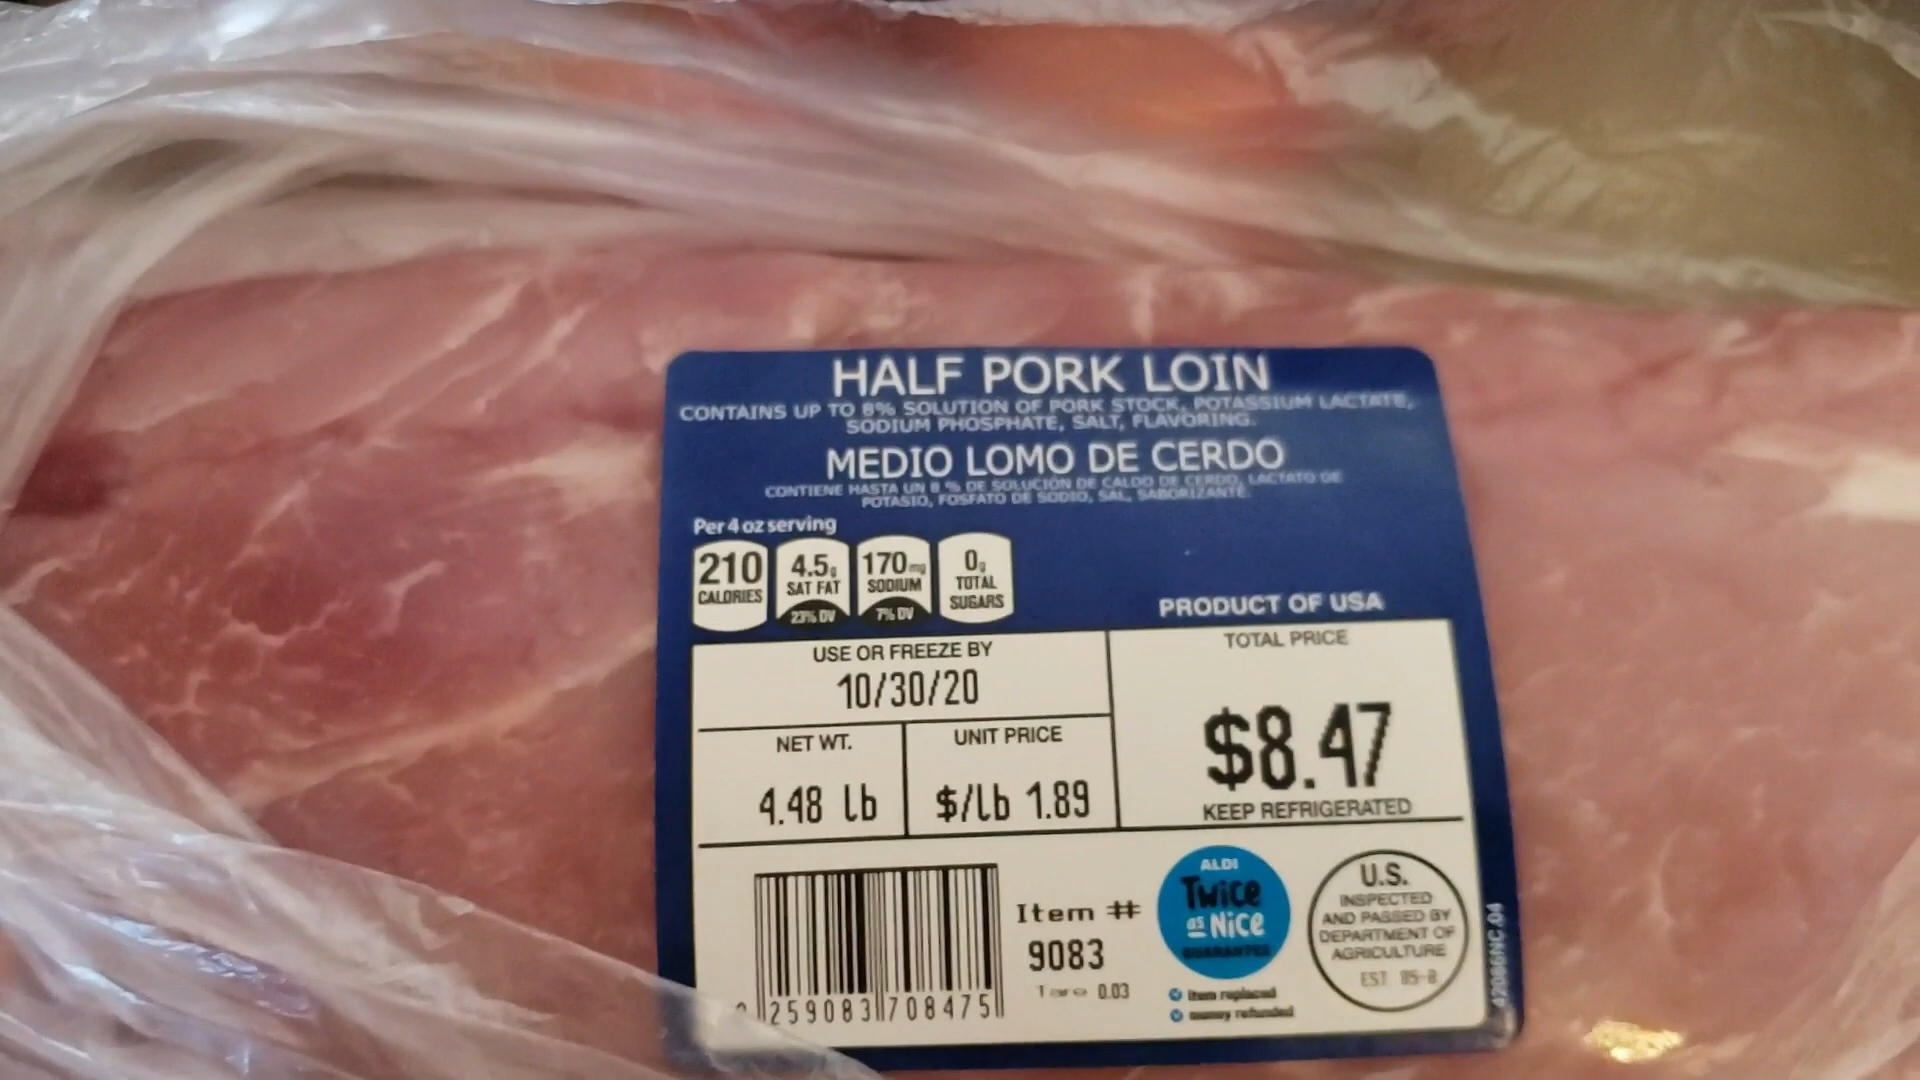 HALF PORK LOIN
CONTAINS UP TO 8% SOLUTION OF PORK STOCK, POTASSIUM LACTATE,
SODIUM PHOSPHATE, SALT, FLAVORING.
MEDIO LOMO DE CERDO
CONTIENE HASTA UN 8 % DE SOLUCIÓN DE CALDO DE CERDO, LACTATO DE
POTASIO, FOSFATO DE SODIO, SAL, SABORIZANTE.
Per 4 oz serving
210 CALORIES
4.5g SAT FAT 23% DV
170mg SODIUM 7% DV
0g TOTAL SUGARS
PRODUCT OF USA
USE OR FREEZE BY
10/30/20
TOTAL PRICE
$8.47
KEEP REFRIGERATED
NET WT.
4.48 lb
UNIT PRICE
$/lb 1.89
259083 708475
Item #
9083
Tare 0.03
ALDI
Twice
as Nice
GUARANTEE
item replaced
money refunded
U.S.
INSPECTED
AND PASSED BY
DEPARTMENT OF
AGRICULTURE
EST
42086NC.04